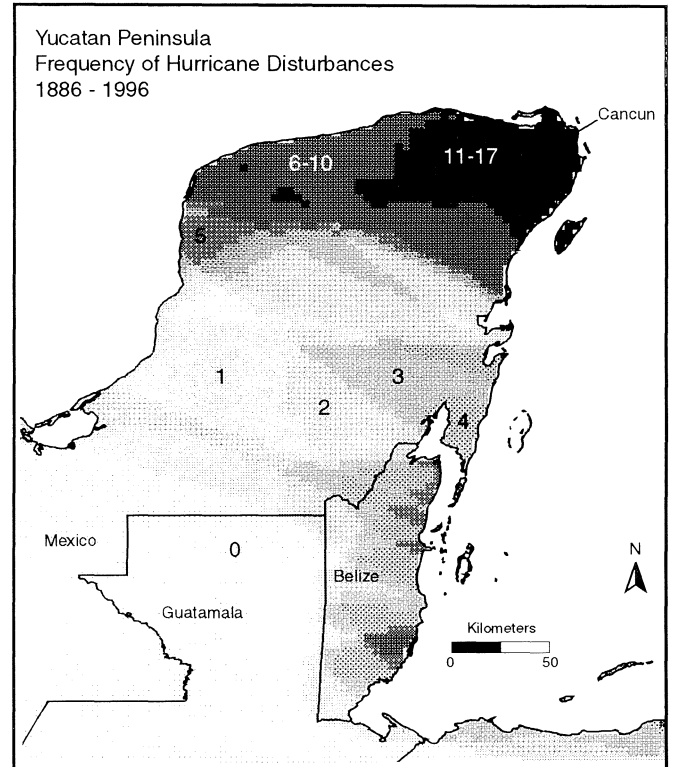 Yucatan Peninsula
Frequency of Hurricane Disturbances
1886 - 1996
Cancun
6-10
11-17
5
1
3
2
4
Mexico
0
N
Belize
Guatamala
Kilometers
0 50